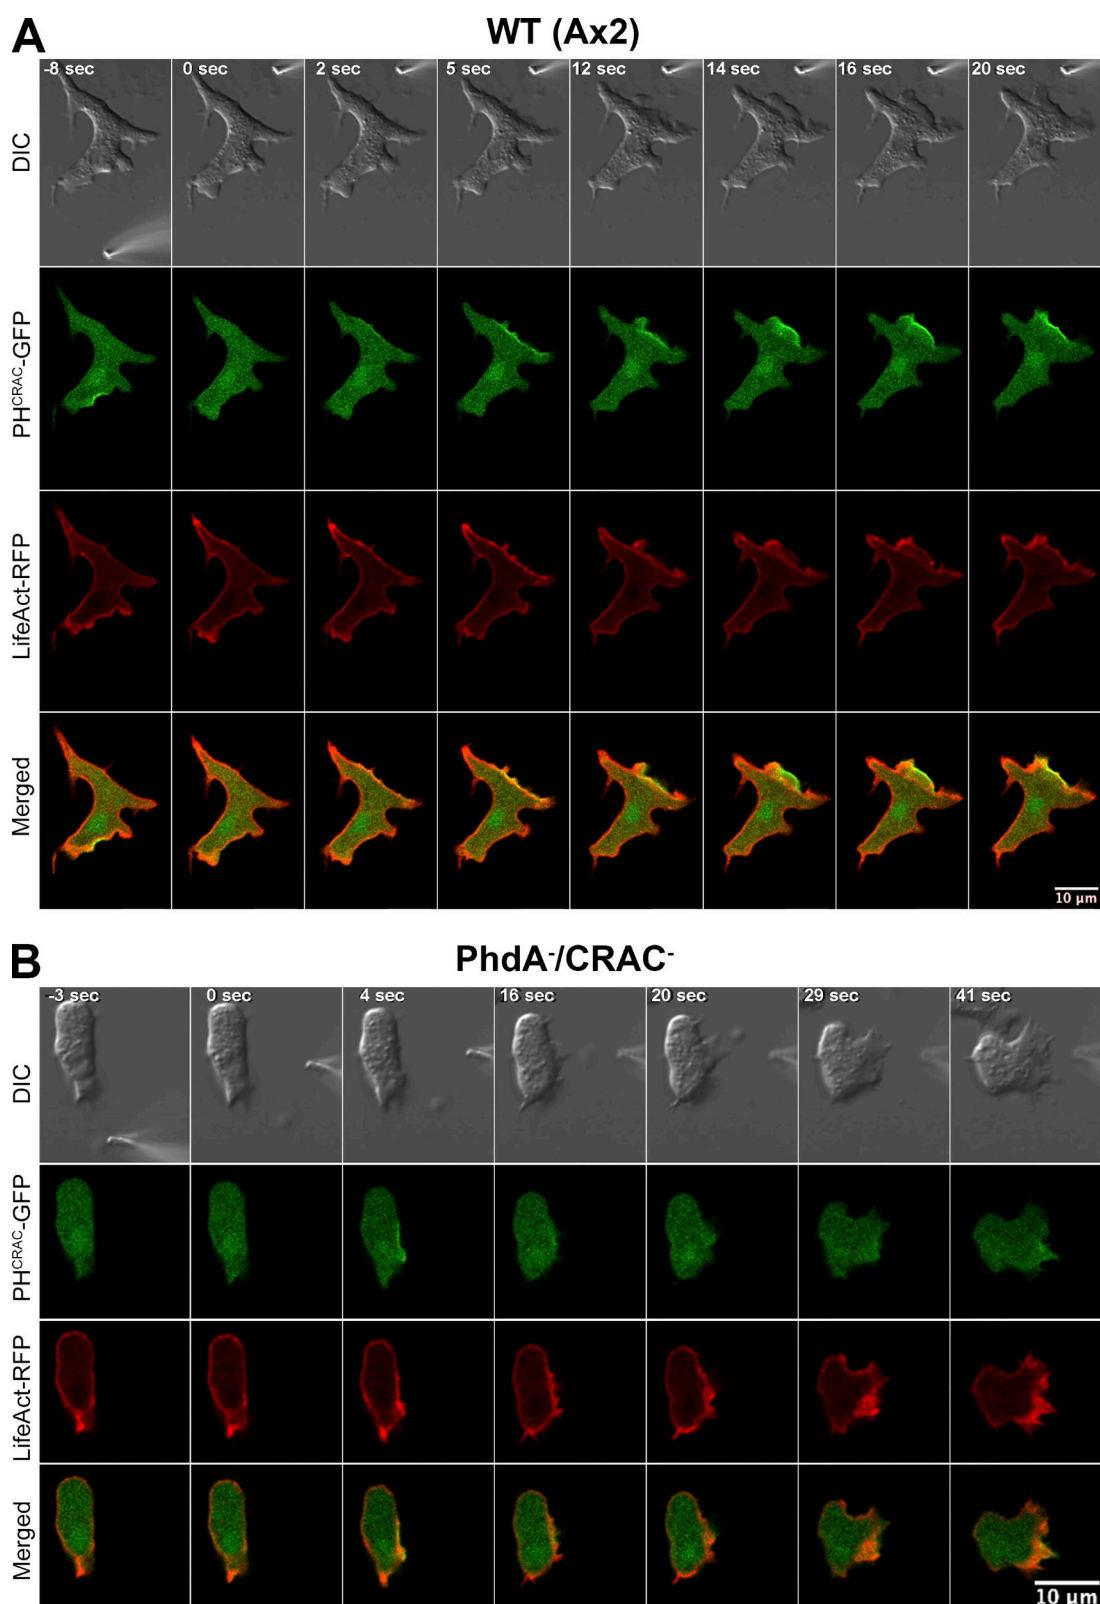 A
WT (Ax2)
-8 sec 0 sec 2 sec 5 sec 12 sec 14 sec 16 sec 20 sec
DIC
PHCRAC-GFP
LifeAct-RFP
Merged
10 µm
B
PhdA-/CRAC-
-3 sec 0 sec 4 sec 16 sec 20 sec 29 sec 41 sec
DIC
PHCRAC-GFP
LifeAct-RFP
Merged
10 µm